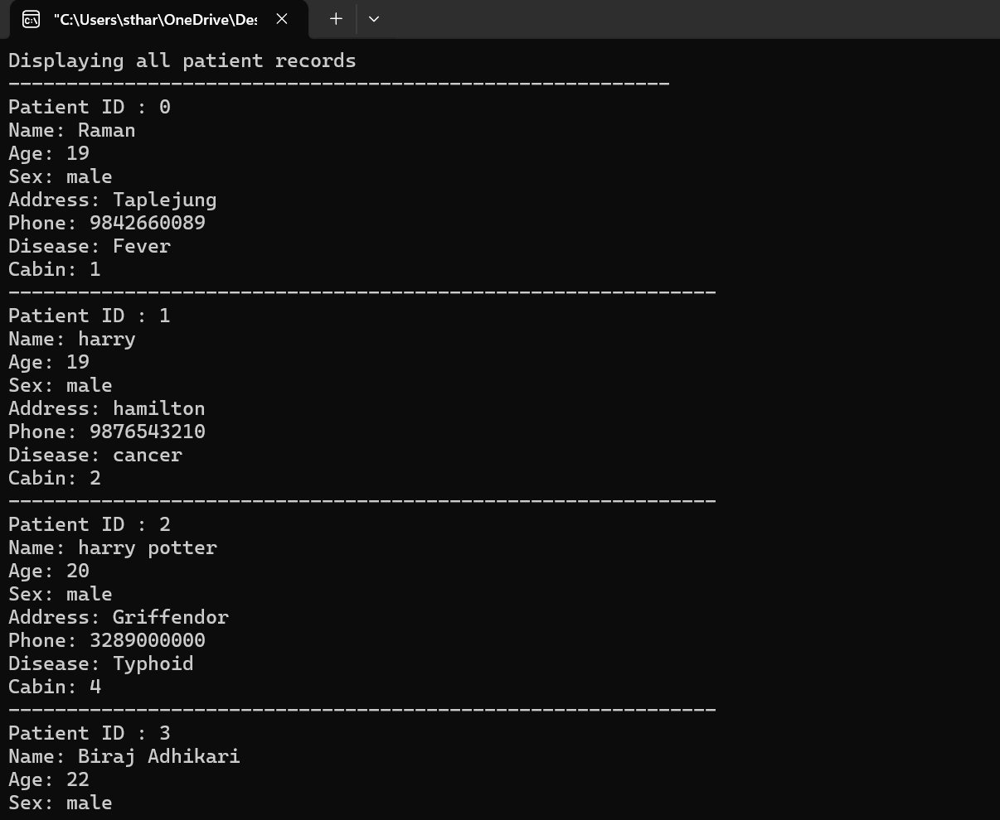 "C:\Users\sthar\OneDrive\Des
Displaying all patient records
---------------------------------------------------------
Patient ID : 0
Name: Raman
Age: 19
Sex: male
Address: Taplejung
Phone: 9842660089
Disease: Fever
Cabin: 1
-------------------------------------------------------------
Patient ID : 1
Name: harry
Age: 19
Sex: male
Address: hamilton
Phone: 9876543210
Disease: cancer
Cabin: 2
-------------------------------------------------------------
Patient ID : 2
Name: harry potter
Age: 20
Sex: male
Address: Griffendor
Phone: 3289000000
Disease: Typhoid
Cabin: 4
-------------------------------------------------------------
Patient ID : 3
Name: Biraj Adhikari
Age: 22
Sex: male